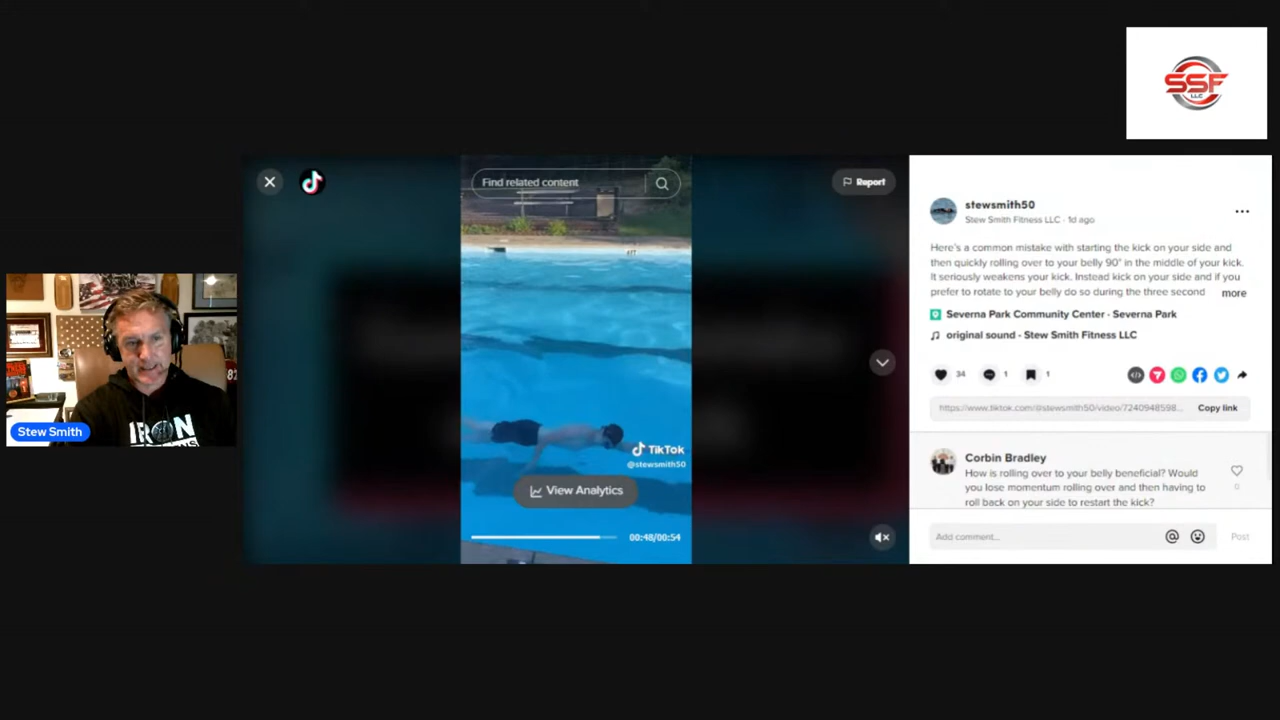 SSF
LLC
Find related content
Report
stewsmith50
Stew Smith Fitness LLC · 1d ago
Here's a common mistake with starting the kick on your side and
then quickly rolling over to your belly 90° in the middle of your kick.
It seriously weakens your kick. Instead kick on your side and if you
prefer to rotate to your belly do so during the three second
more
Severna Park Community Center - Severna Park
original sound - Stew Smith Fitness LLC
34
1
1
https://www.tiktok.com/@stewsmith50/video/7240948598...
Copy link
Corbin Bradley
How is rolling over to your belly beneficial? Would
you lose momentum rolling over and then having to
roll back on your side to restart the kick?
0
Add comment...
Post
TikTok
@stewsmith50
View Analytics
00:48/00:54
IRON
Stew Smith